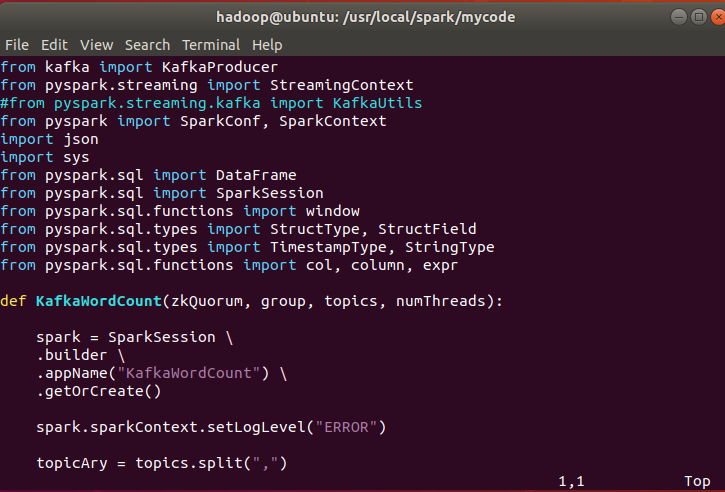 hadoop@ubuntu: /usr/local/spark/mycode
File Edit View Search Terminal Help
from kafka import KafkaProducer
from pyspark.streaming import StreamingContext
#from pyspark.streaming.kafka import KafkaUtils
from pyspark import SparkConf, SparkContext
import json
import sys
from pyspark.sql import DataFrame
from pyspark.sql import SparkSession
from pyspark.sql.functions import window
from pyspark.sql.types import StructType, StructField
from pyspark.sql.types import TimestampType, StringType
from pyspark.sql.functions import col, column, expr
def KafkaWordCount(zkQuorum, group, topics, numThreads):
    spark = SparkSession \
    .builder \
    .appName("KafkaWordCount") \
    .getOrCreate()
    spark.sparkContext.setLogLevel("ERROR")
    topicAry = topics.split(",")
1,1 Top